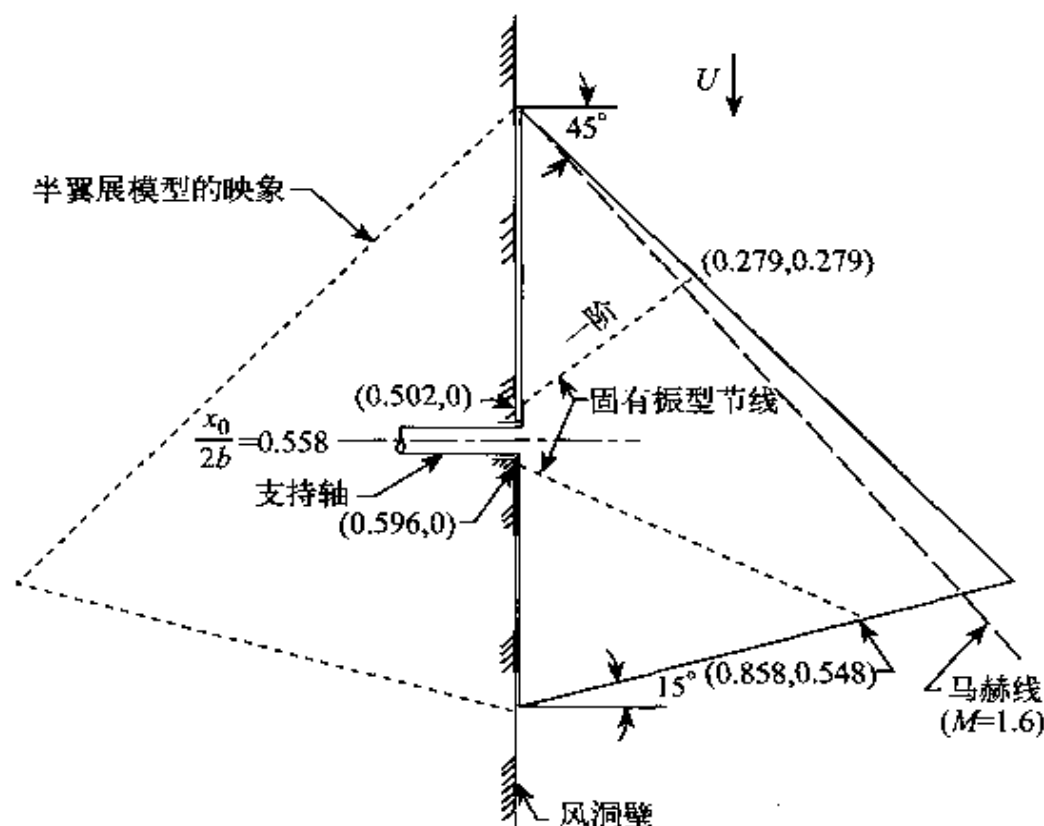 U
45°
半翼展模型的映象
(0.279,0.279)
一阶
(0.502,0)
固有振型节线
x₀/2b=0.558
支持轴
(0.596,0)
15°
(0.858,0.548)
马赫线
(M=1.6)
风洞壁